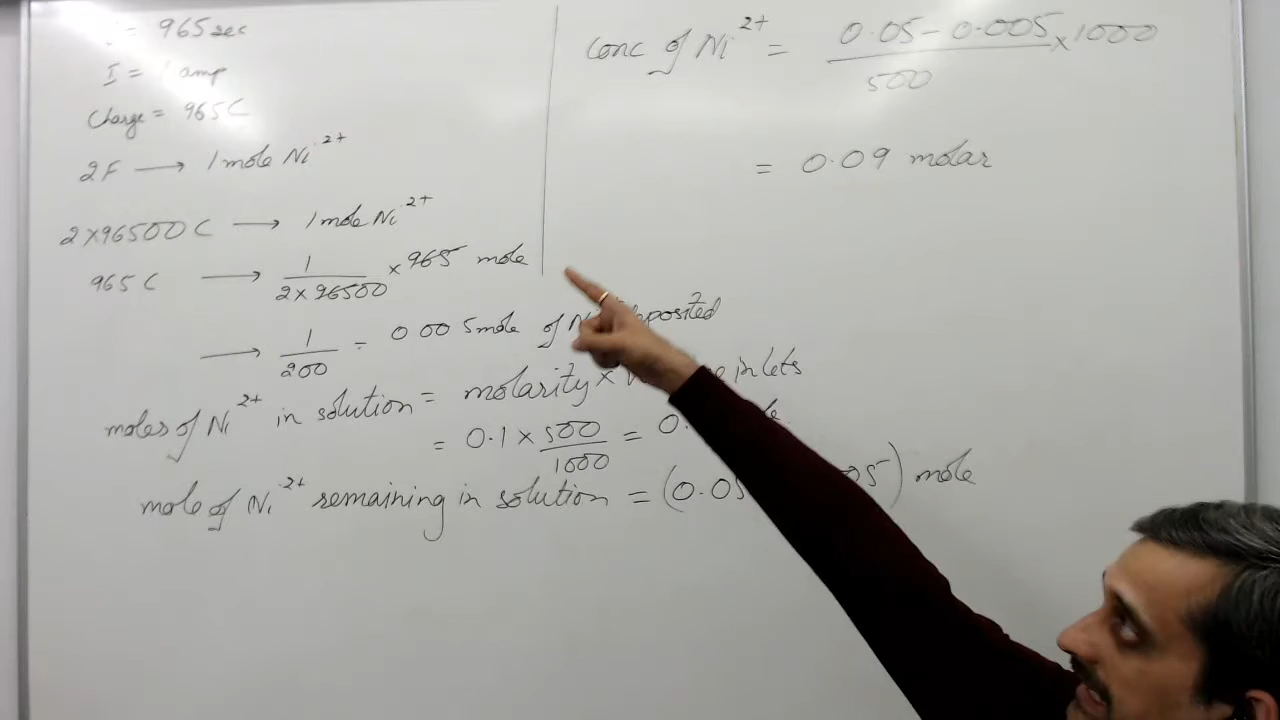 = 965 sec
I = 1 amp
Charge = 965C
2F → 1 mole Ni²⁺
2×96500 C → 1 mole Ni²⁺
965 C → 1/(2×96500) × 965 mole
→ 1/200 = 0.005 mole of N deposited
moles of Ni²⁺ in solution = molarity × in lets
= 0.1 × 500/1000 = 0.
mole of Ni²⁺ remaining in solution = (0.05 05) mole
Conc of Ni²⁺ = (0.05 - 0.005)/500 × 1000
= 0.09 molar